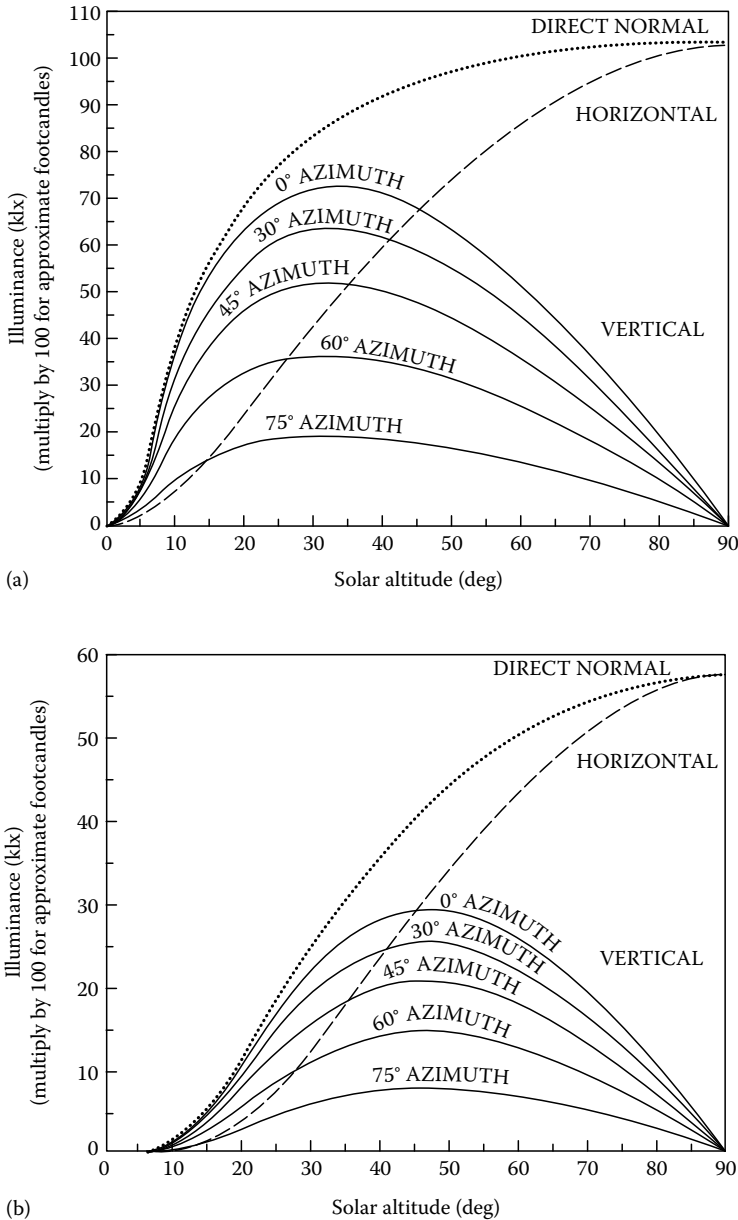 110
100
90
80
70
60
50
40
30
20
10
0
Illuminance (klx)
(multiply by 100 for approximate footcandles)
DIRECT NORMAL
HORIZONTAL
0° AZIMUTH
30° AZIMUTH
45° AZIMUTH
VERTICAL
60° AZIMUTH
75° AZIMUTH
0 10 20 30 40 50 60 70 80 90
(a)
Solar altitude (deg)
60
50
40
30
20
10
0
Illuminance (klx)
(multiply by 100 for approximate footcandles)
DIRECT NORMAL
HORIZONTAL
0° AZIMUTH
30° AZIMUTH
VERTICAL
45° AZIMUTH
60° AZIMUTH
75° AZIMUTH
0 10 20 30 40 50 60 70 80 90
(b)
Solar altitude (deg)